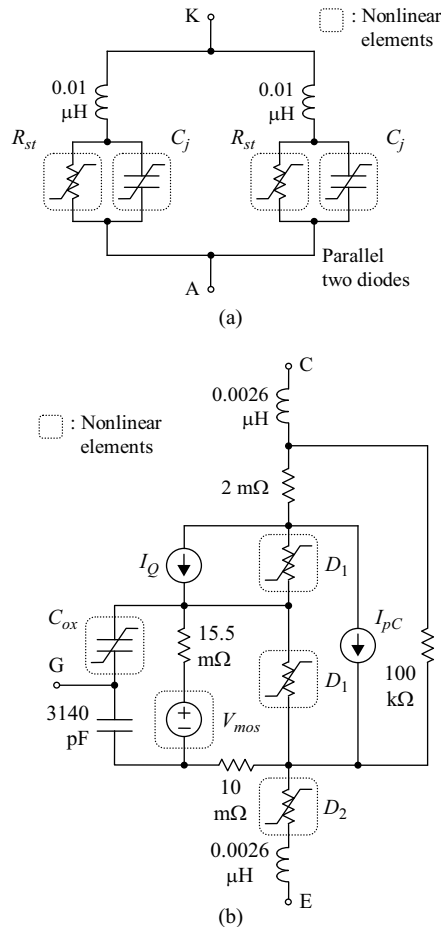 K
: Nonlinear
elements
0.01
μH
0.01
μH
R_st
C_j
R_st
C_j
Parallel
two diodes
A
(a)
C
0.0026
μH
: Nonlinear
elements
2 mΩ
I_Q
D_1
C_ox
15.5
mΩ
I_pC
G
D_1
100
kΩ
3140
pF
V_mos
10
mΩ
D_2
0.0026
μH
E
(b)